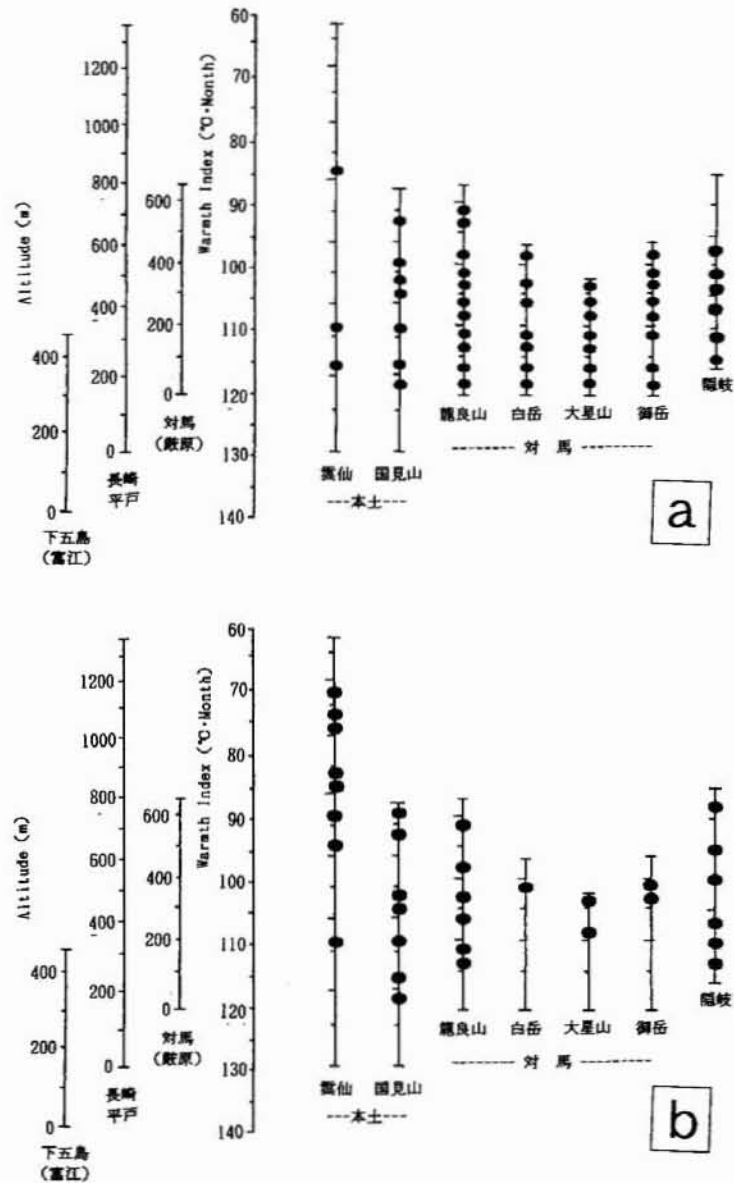 Altitude (m)
1200
1000
800
600
400
200
0
長崎
平戸
400
200
0
下五島
(富江)
600
400
200
0
対馬
(厳原)
Warmth Index (℃・Month)
60
70
80
90
100
110
120
130
140
雲仙
国見山
---本土---
龍良山
白岳
大星山
御岳
------- 対 馬 -------
隠岐
a
Altitude (m)
1200
1000
800
600
400
200
0
長崎
平戸
400
200
0
下五島
(富江)
600
400
200
0
対馬
(厳原)
Warmth Index (℃・Month)
60
70
80
90
100
110
120
130
140
雲仙
国見山
---本土---
龍良山
白岳
大星山
御岳
------- 対 馬 -------
隠岐
b